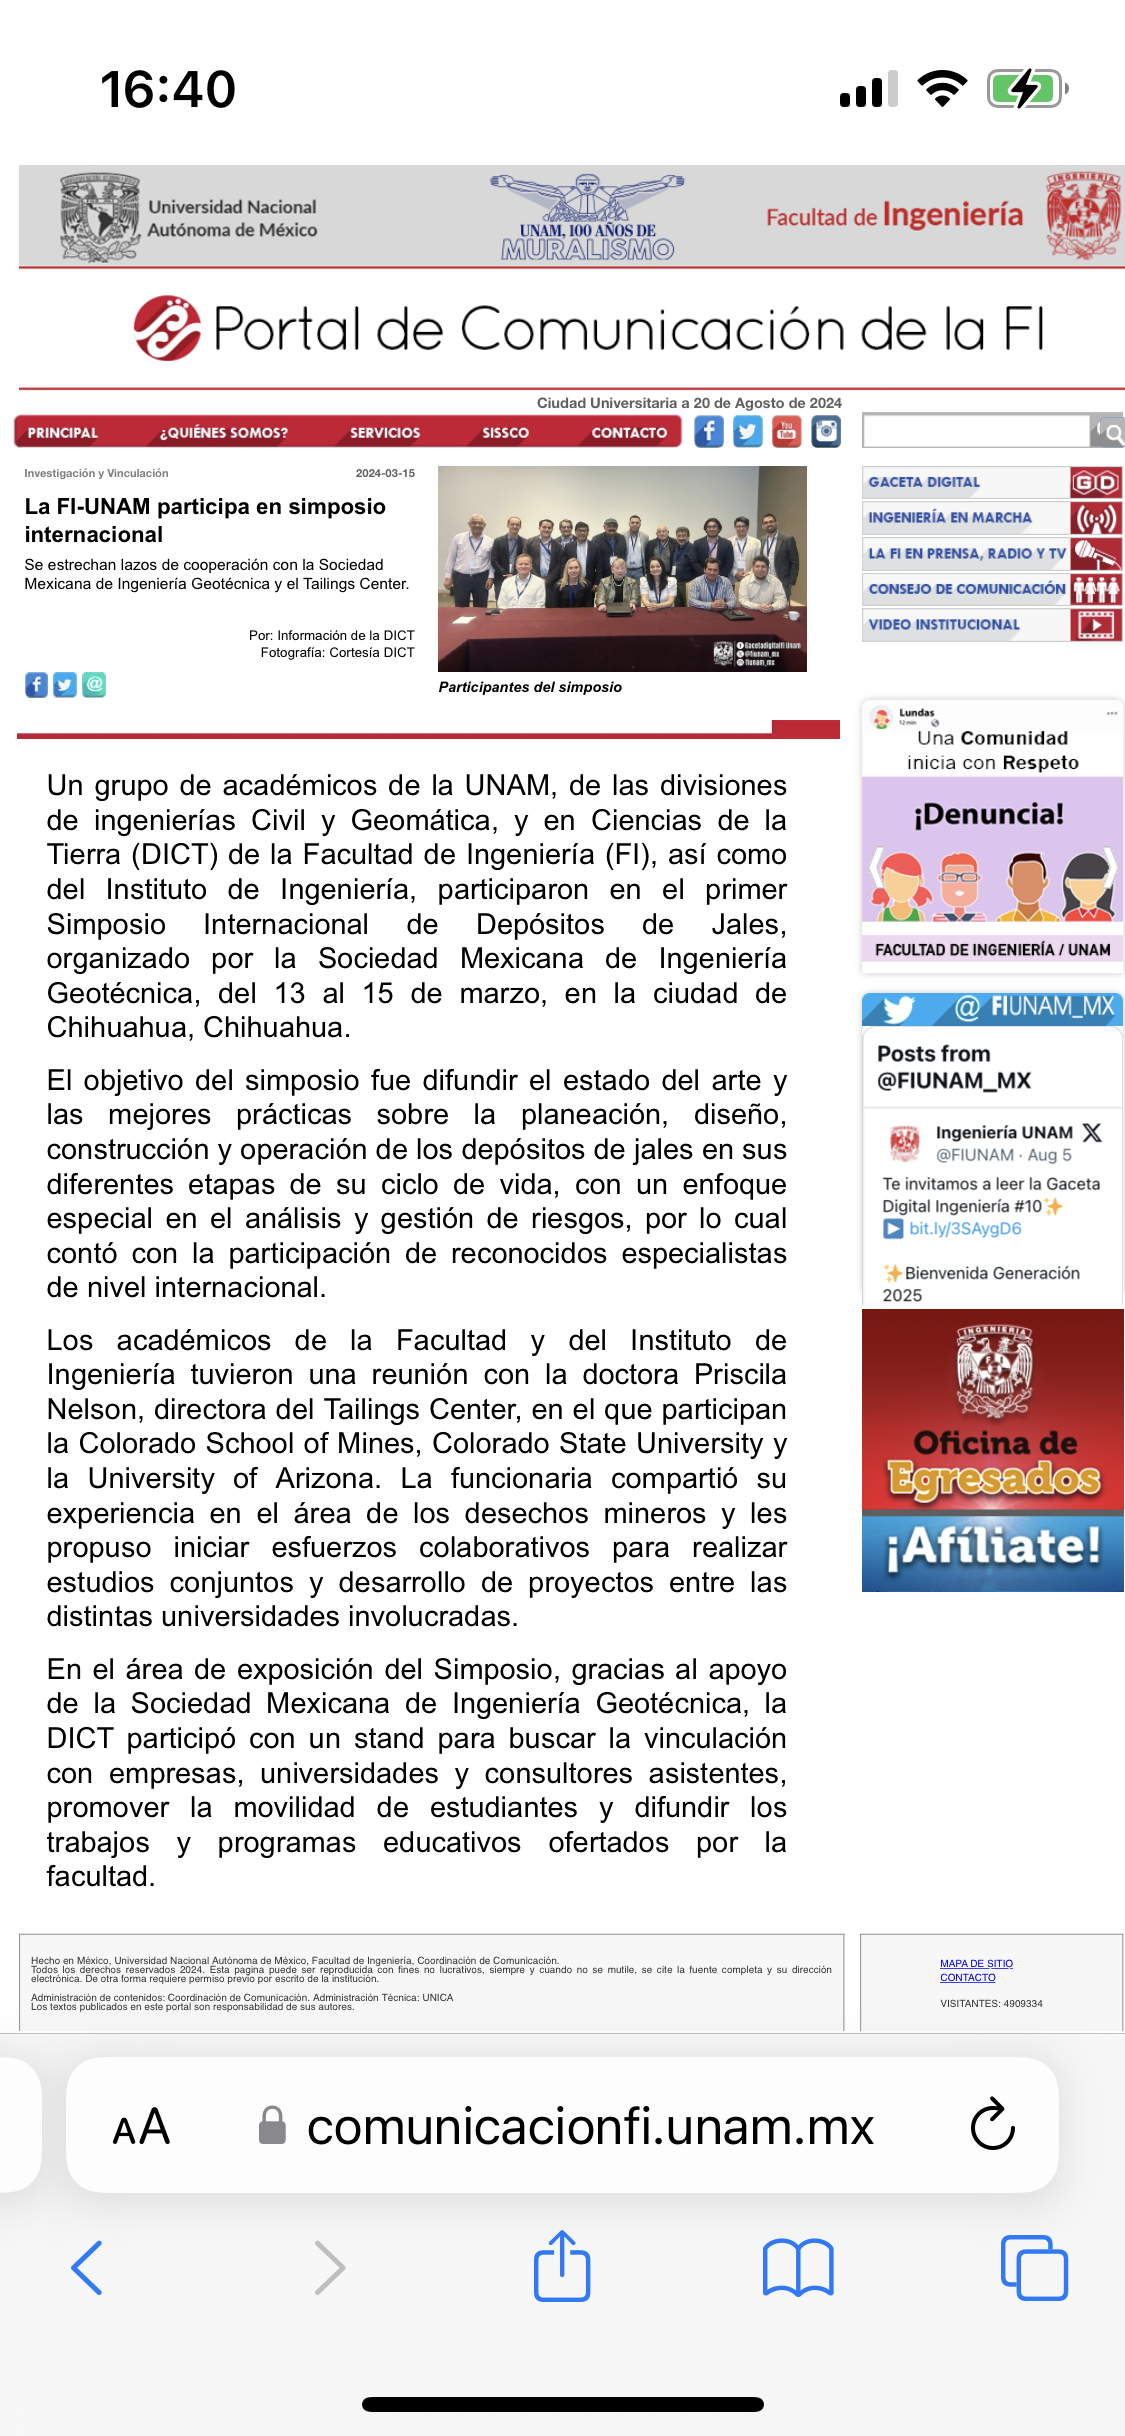 16:40
Universidad Nacional
Autónoma de México
UNAM, 100 AÑOS DE
MURALISMO
Facultad de Ingeniería
INGENIERIA
Portal de Comunicación de la FI
Ciudad Universitaria a 20 de Agosto de 2024
PRINCIPAL ¿QUIÉNES SOMOS? SERVICIOS SISSCO CONTACTO
You
Tube
Investigación y Vinculación 2024-03-15
La FI-UNAM participa en simposio
internacional
Se estrechan lazos de cooperación con la Sociedad
Mexicana de Ingeniería Geotécnica y el Tailings Center.
Por: Información de la DICT
Fotografía: Cortesía DICT
Gacetadigitalfi Unam
@fiunam_mx
fiunam_mx
Participantes del simposio
GACETA DIGITAL
GD
INGENIERÍA EN MARCHA
LA FI EN PRENSA, RADIO Y TV
CONSEJO DE COMUNICACIÓN
VIDEO INSTITUCIONAL
Un grupo de académicos de la UNAM, de las divisiones
de ingenierías Civil y Geomática, y en Ciencias de la
Tierra (DICT) de la Facultad de Ingeniería (FI), así como
del Instituto de Ingeniería, participaron en el primer
Simposio Internacional de Depósitos de Jales,
organizado por la Sociedad Mexicana de Ingeniería
Geotécnica, del 13 al 15 de marzo, en la ciudad de
Chihuahua, Chihuahua.
El objetivo del simposio fue difundir el estado del arte y
las mejores prácticas sobre la planeación, diseño,
construcción y operación de los depósitos de jales en sus
diferentes etapas de su ciclo de vida, con un enfoque
especial en el análisis y gestión de riesgos, por lo cual
contó con la participación de reconocidos especialistas
de nivel internacional.
Los académicos de la Facultad y del Instituto de
Ingeniería tuvieron una reunión con la doctora Priscila
Nelson, directora del Tailings Center, en el que participan
la Colorado School of Mines, Colorado State University y
la University of Arizona. La funcionaria compartió su
experiencia en el área de los desechos mineros y les
propuso iniciar esfuerzos colaborativos para realizar
estudios conjuntos y desarrollo de proyectos entre las
distintas universidades involucradas.
En el área de exposición del Simposio, gracias al apoyo
de la Sociedad Mexicana de Ingeniería Geotécnica, la
DICT participó con un stand para buscar la vinculación
con empresas, universidades y consultores asistentes,
promover la movilidad de estudiantes y difundir los
trabajos y programas educativos ofertados por la
facultad.
Lundas
12 min
Una Comunidad
inicia con Respeto
¡Denuncia!
FACULTAD DE INGENIERÍA / UNAM
@ FIUNAM_MX
Posts from
@FIUNAM_MX
Ingeniería UNAM
@FIUNAM · Aug 5
Te invitamos a leer la Gaceta
Digital Ingeniería #10✨
▶ bit.ly/3SAygD6
✨Bienvenida Generación
2025
INGENIERIA
Oficina de
Egresados
¡Afíliate!
Hecho en México, Universidad Nacional Autónoma de México, Facultad de Ingeniería, Coordinación de Comunicación.
Todos los derechos reservados 2024. Esta pagina puede ser reproducida con fines no lucrativos, siempre y cuando no se mutile, se cite la fuente completa y su dirección
electrónica. De otra forma requiere permiso previo por escrito de la institución.
Administración de contenidos: Coordinación de Comunicación. Administración Técnica: UNICA
Los textos publicados en este portal son responsabilidad de sus autores.
MAPA DE SITIO
CONTACTO
VISITANTES: 4909334
AA comunicacionfi.unam.mx